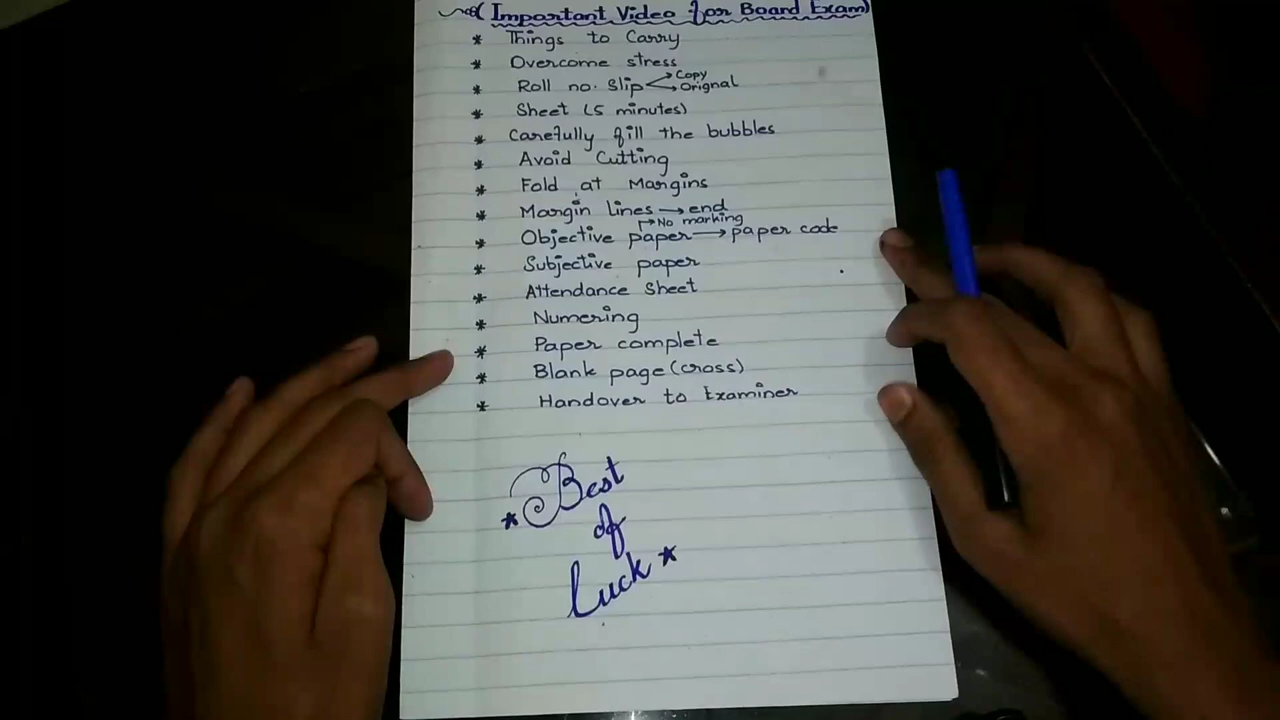 (Important Video for Board Exam)
* Things to Carry
* Overcome stress
* Roll no. Slip → Copy
→ Orignal
* Sheet (5 minutes)
* Carefully fill the bubbles
* Avoid Cutting
* Fold at Margins
* Margin lines → end
→ No marking
* Objective paper → paper code
* Subjective paper
* Attendance Sheet
* Numering
* Paper complete
* Blank page (cross)
* Handover to Examiner
* Best
of
Luck *